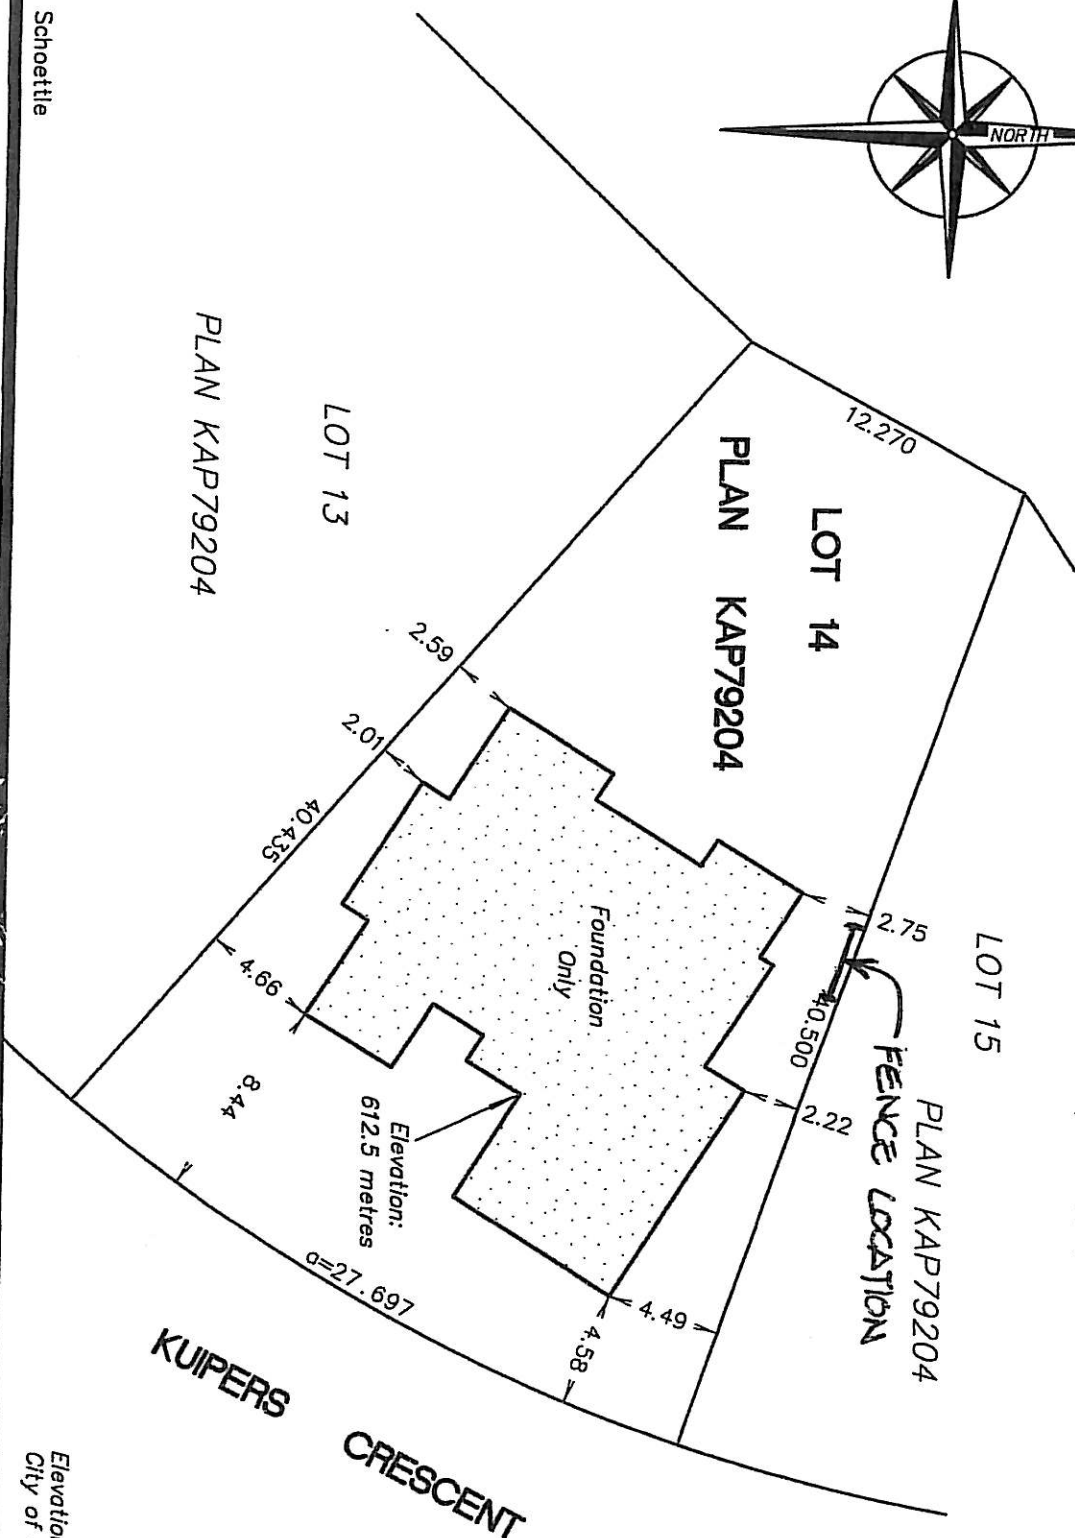 NORTH
Schoettle
12.270
LOT 14
PLAN KAP79204
LOT 13
PLAN KAP79204
LOT 15
PLAN KAP79204
FENCE LOCATION
2.59
2.01
40.435
4.66
8.44
2.75
40.500
2.22
4.49
4.58
Foundation
Only
Elevation:
612.5 metres
a=27.697
KUIPERS CRESCENT
City of